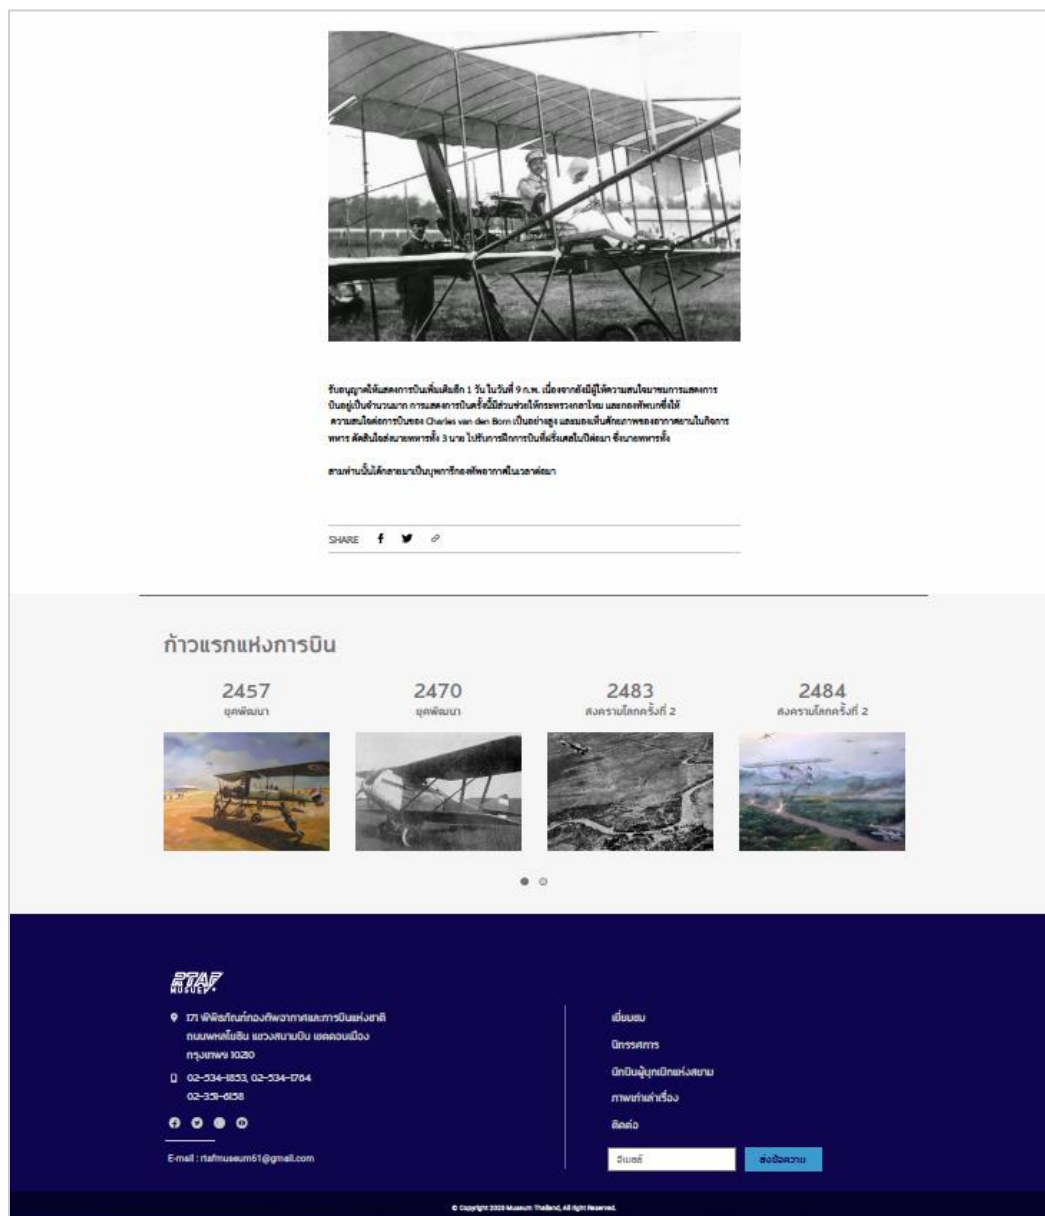 รับอนุญาตให้แสดงการบินเพิ่มเติมอีก 1 วัน ในวันที่ 9 ก.พ. เนื่องจากยังมีผู้ให้ความสนใจมาชมการแสดงการ
บินอยู่เป็นจำนวนมาก การแสดงการบินครั้งนี้มีส่วนช่วยให้กระทรวงกลาโหม และกองทัพบกซึ่งให้
ความสนใจต่อการบินของ Charles van den Born เป็นอย่างสูง และมองเห็นศักยภาพของอากาศยานในกิจการ
ทหาร ตัดสินใจส่งนายทหารทั้ง 3 นาย ไปรับการฝึกการบินที่ฝรั่งเศสในปีต่อมา ซึ่งนายทหารทั้ง
สามท่านนั้นได้กลายมาเป็นบุพการีกองทัพอากาศในเวลาต่อมา
SHARE
ก้าวแรกแห่งการบิน
2457 2470 2483 2484
ยุคพัฒนา ยุคพัฒนา สงครามโลกครั้งที่ 2 สงครามโลกครั้งที่ 2
RTAF
MUSUEM
171 พิพิธภัณฑ์กองทัพอากาศและการบินแห่งชาติ
ถนนพหลโยธิน แขวงสนามบิน เขตดอนเมือง
กรุงเทพฯ 10210
02-534-1853, 02-534-1764
02-351-6158
E-mail : rtafmuseum61@gmail.com
เยี่ยมชม
นิทรรศการ
นักบินผู้บุกเบิกแห่งสยาม
ภาพเก่าเล่าเรื่อง
ติดต่อ
อีเมลล์
ส่งข้อความ
© Copyright 2020 Museum Thailand, All right Reserved.